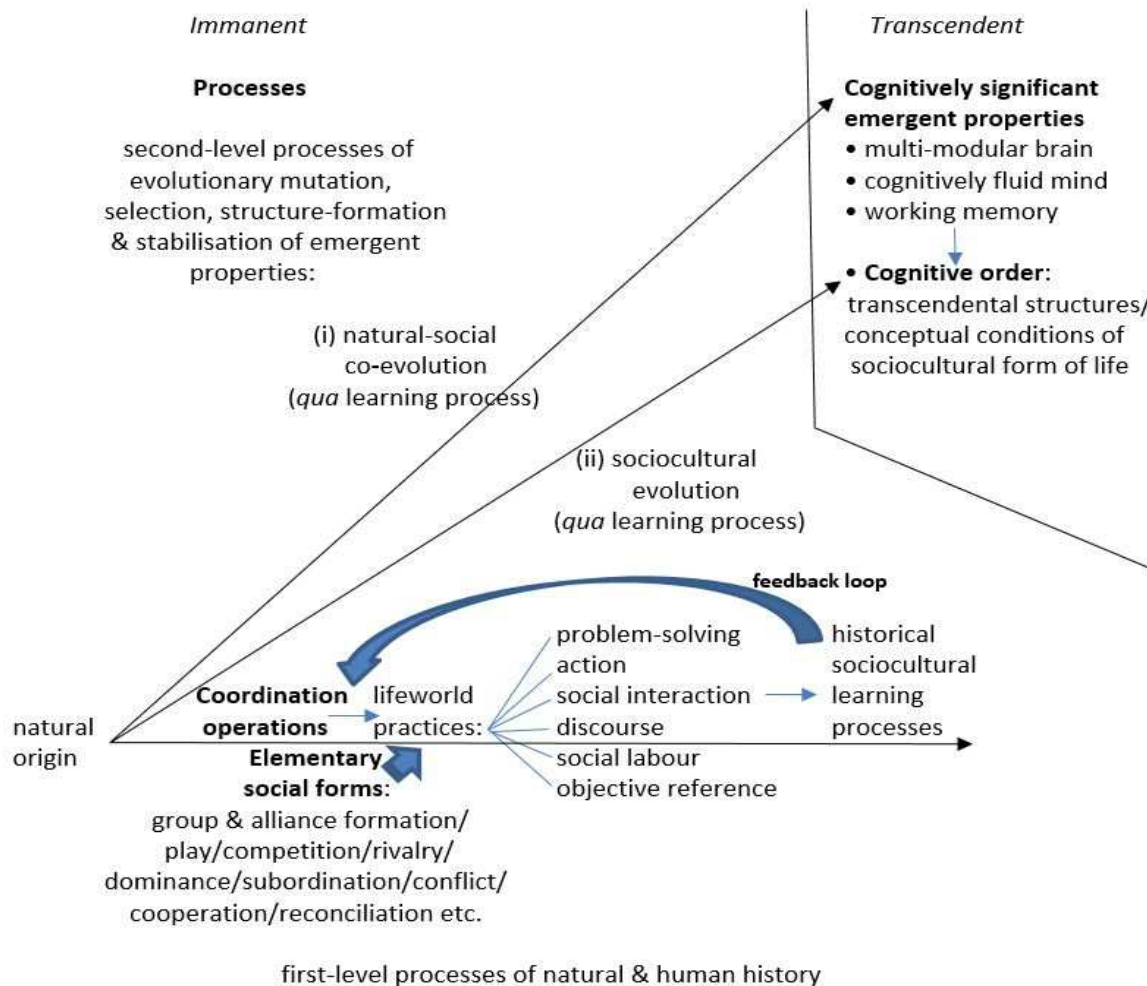 Immanent
Transcendent
Processes
second-level processes of
evolutionary mutation,
selection, structure-formation
& stabilisation of emergent
properties:
Cognitively significant
emergent properties
• multi-modular brain
• cognitively fluid mind
• working memory
• Cognitive order:
transcendental structures/
conceptual conditions of
sociocultural form of life
(i) natural-social
co-evolution
(qua learning process)
(ii) sociocultural
evolution
(qua learning process)
feedback loop
natural
origin
Coordination
operations
lifeworld
practices:
problem-solving
action
social interaction
discourse
social labour
objective reference
historical
sociocultural
learning
processes
Elementary
social forms:
group & alliance formation/
play/competition/rivalry/
dominance/subordination/conflict/
cooperation/reconciliation etc.
first-level processes of natural & human history